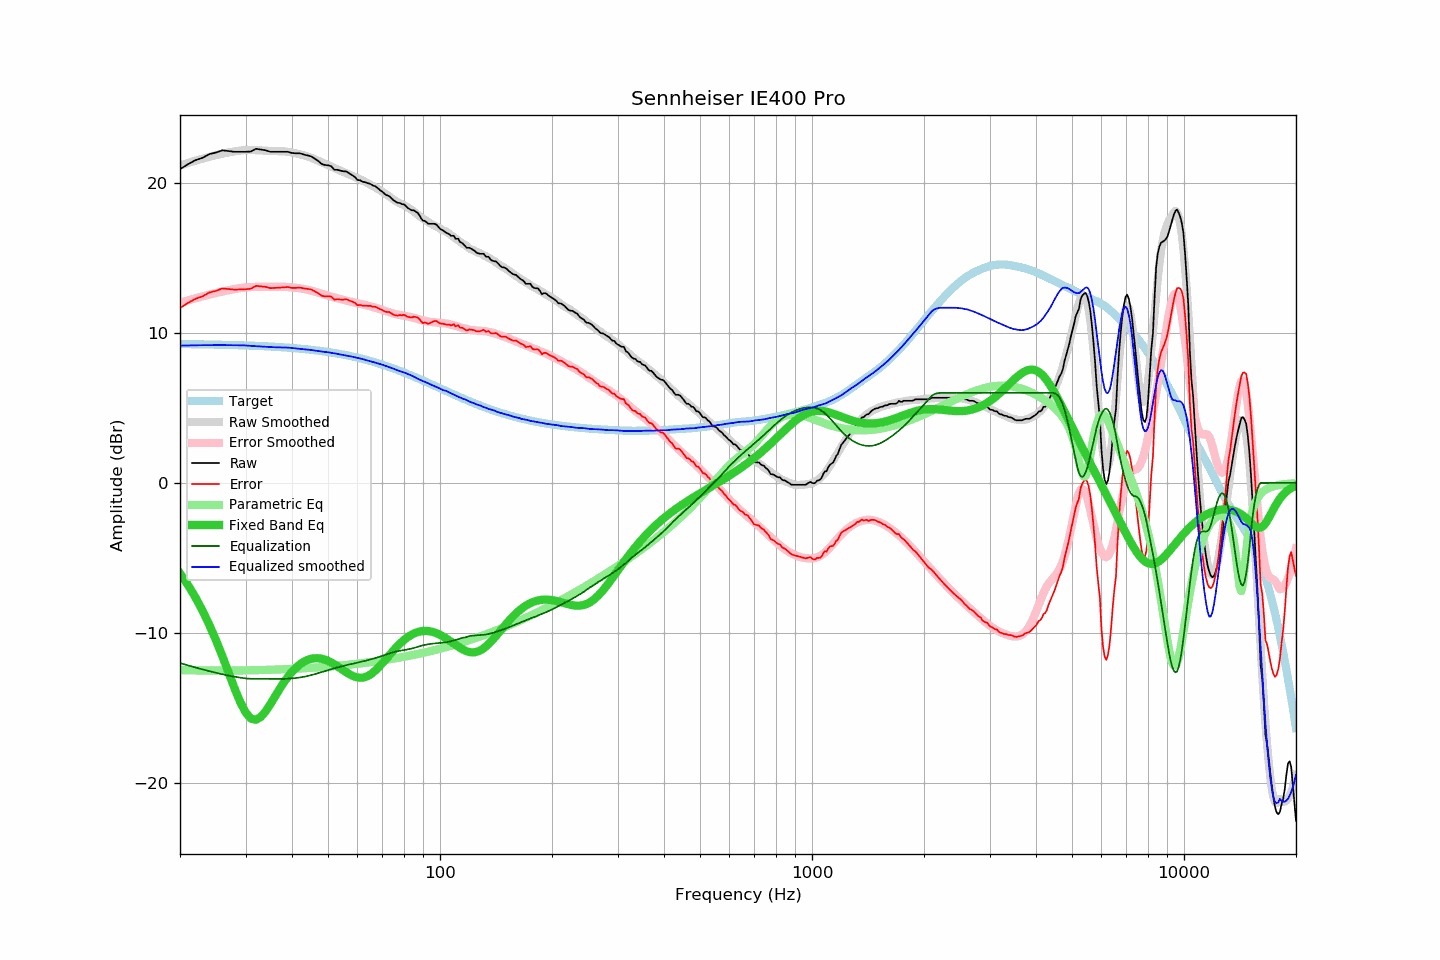 Sennheiser IE400 Pro
20
10
0
−10
−20
Amplitude (dBr)
Target
Raw Smoothed
Error Smoothed
Raw
Error
Parametric Eq
Fixed Band Eq
Equalization
Equalized smoothed
100
1000
10000
Frequency (Hz)